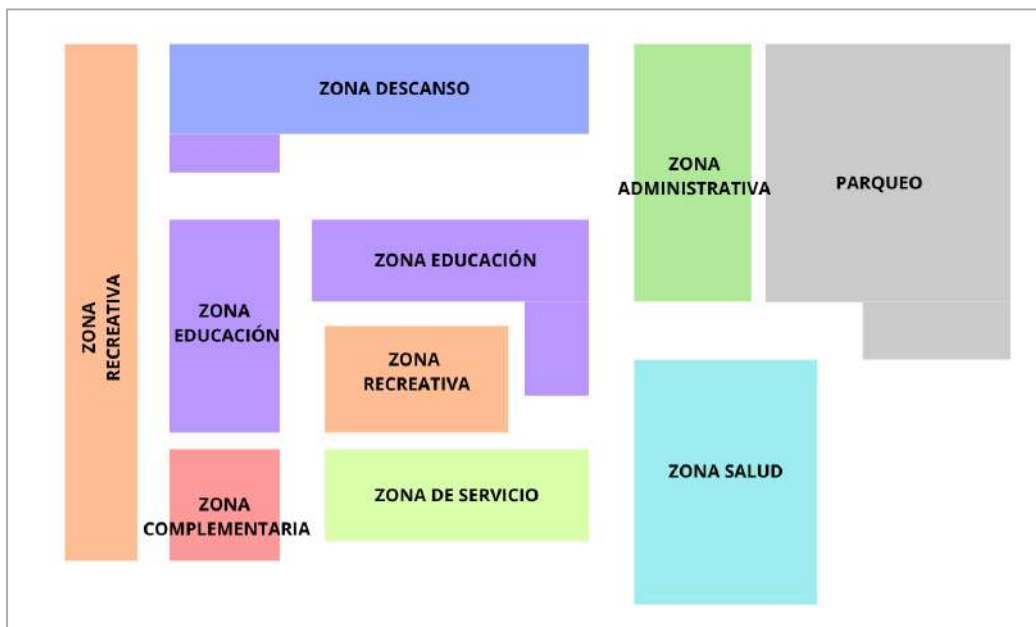 ZONA DESCANSO
ZONA
ADMINISTRATIVA
PARQUEO
ZONA
RECREATIVA
ZONA
EDUCACIÓN
ZONA EDUCACIÓN
ZONA
RECREATIVA
ZONA
COMPLEMENTARIA
ZONA DE SERVICIO
ZONA SALUD